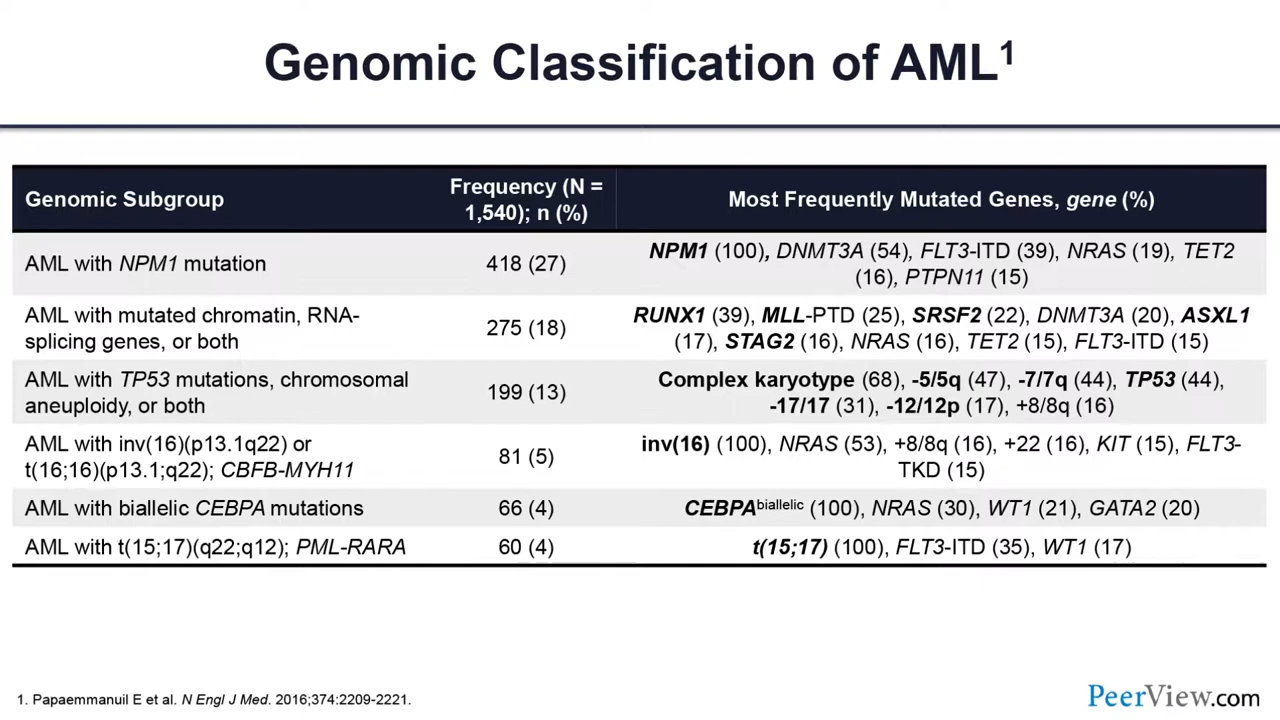 Genomic Classification of AML1
Genomic Subgroup
Frequency (N =
1,540); n (%)
Most Frequently Mutated Genes, gene (%)
AML with NPM1 mutation
418 (27)
NPM1 (100), DNMT3A (54), FLT3-ITD (39), NRAS (19), TET2
(16), PTPN11 (15)
AML with mutated chromatin, RNA-
splicing genes, or both
275 (18)
RUNX1 (39), MLL-PTD (25), SRSF2 (22), DNMT3A (20), ASXL1
(17), STAG2 (16), NRAS (16), TET2 (15), FLT3-ITD (15)
AML with TP53 mutations, chromosomal
aneuploidy, or both
199 (13)
Complex karyotype (68), -5/5q (47), -7/7q (44), TP53 (44),
-17/17 (31), -12/12p (17), +8/8q (16)
AML with inv(16)(p13.1q22) or
t(16;16)(p13.1;q22); CBFB-MYH11
81 (5)
inv(16) (100), NRAS (53), +8/8q (16), +22 (16), KIT (15), FLT3-
TKD (15)
AML with biallelic CEBPA mutations
66 (4)
CEBPAbiallelic (100), NRAS (30), WT1 (21), GATA2 (20)
AML with t(15;17)(q22;q12); PML-RARA
60 (4)
t(15;17) (100), FLT3-ITD (35), WT1 (17)
1. Papaemmanuil E et al. N Engl J Med. 2016;374:2209-2221.
PeerView.com